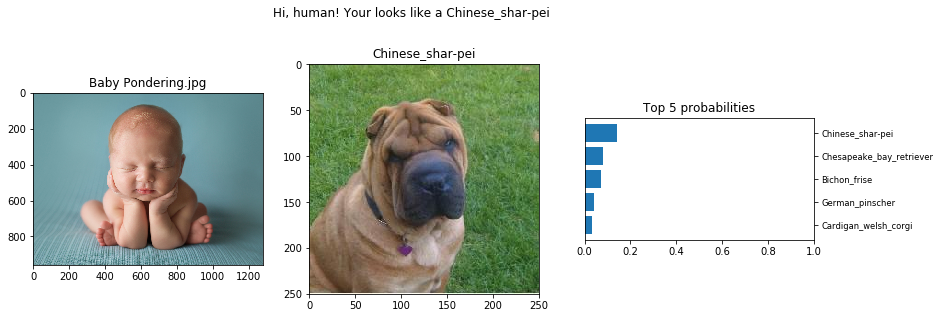 Hi, human! Your looks like a Chinese_shar-pei
Baby Pondering.jpg
0
200
400
600
800
0 200 400 600 800 1000 1200
Chinese_shar-pei
0
50
100
150
200
250
0 50 100 150 200 250
Top 5 probabilities
Chinese_shar-pei
Chesapeake_bay_retriever
Bichon_frise
German_pinscher
Cardigan_welsh_corgi
0.0 0.2 0.4 0.6 0.8 1.0